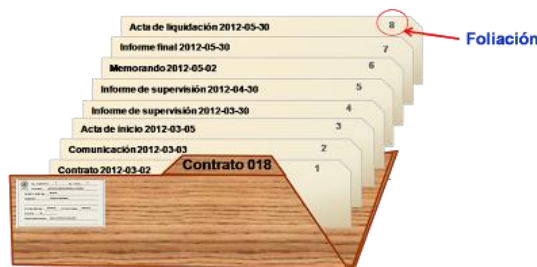 Acta de liquidación 2012-05-30 8
Foliación
Informe final 2012-05-30 7
Memorando 2012-05-02 6
Informe de supervisión 2012-04-30 5
Informe de supervisión 2012-03-30 4
Acta de inicio 2012-03-05 3
Comunicación 2012-03-03 2
Contrato 018
Contrato 2012-03-02 1